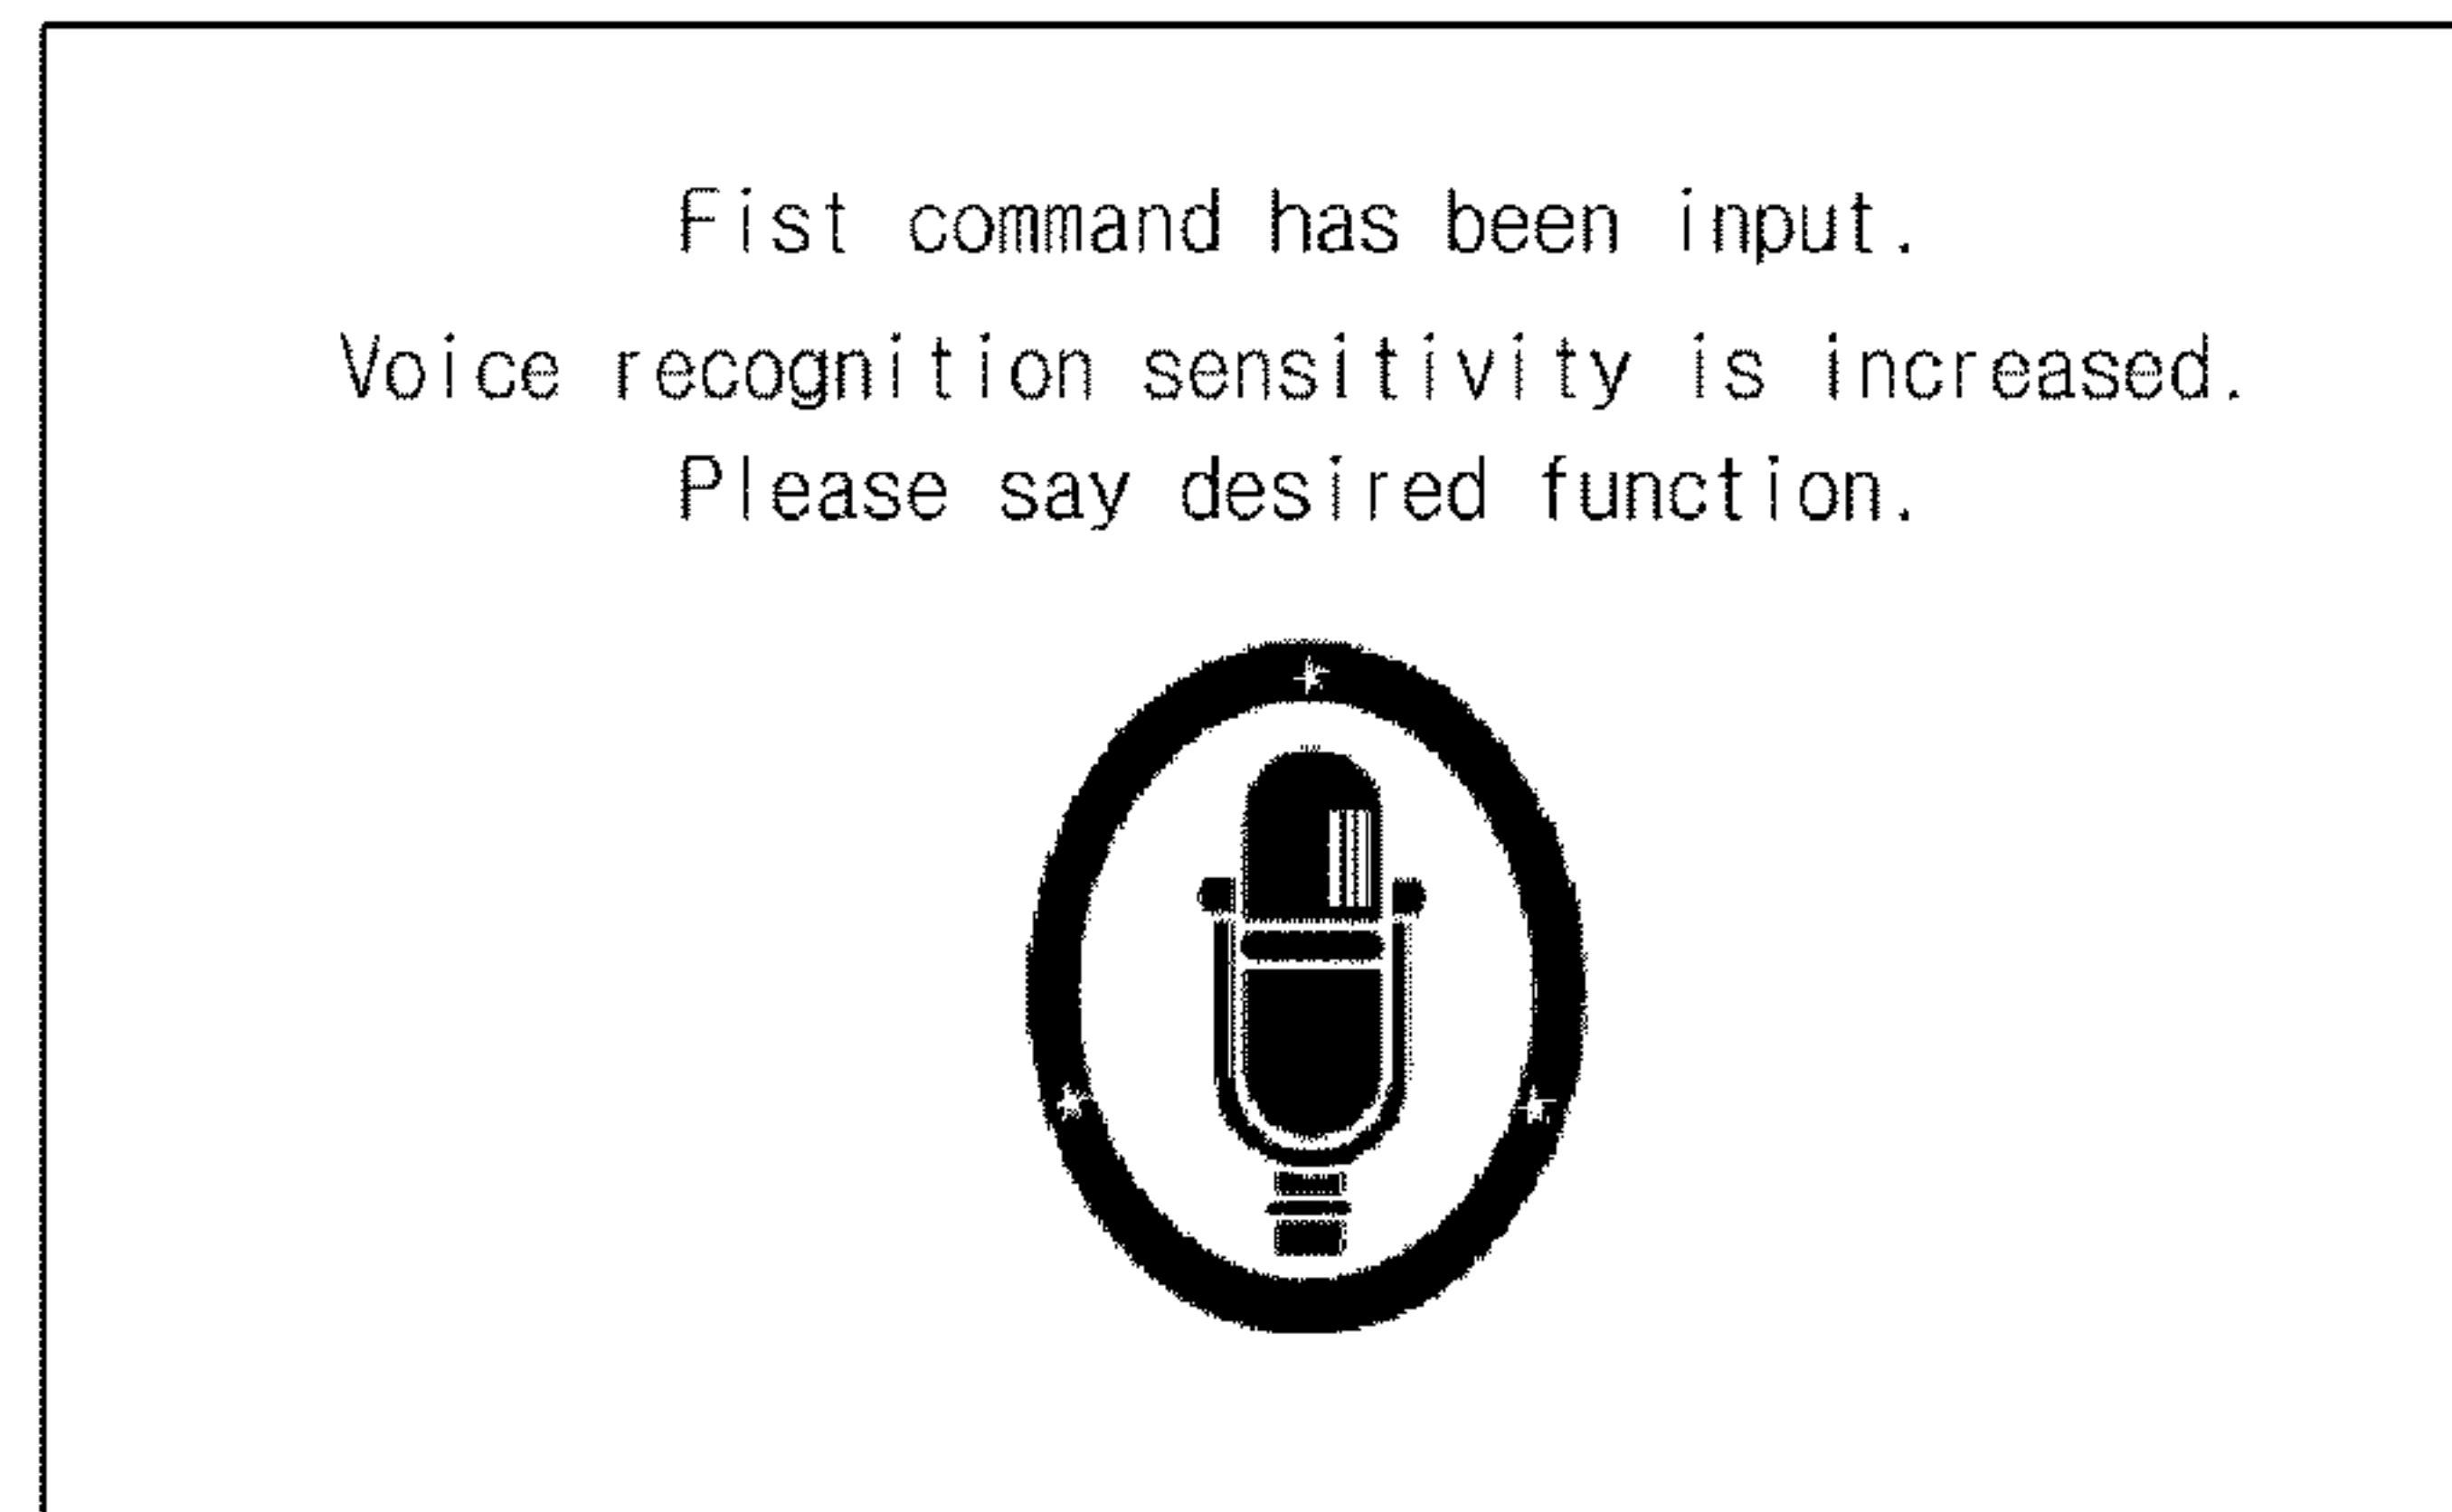 Fist command has been input.
Voice recognition sensitivity is increased.
Please say desired function.